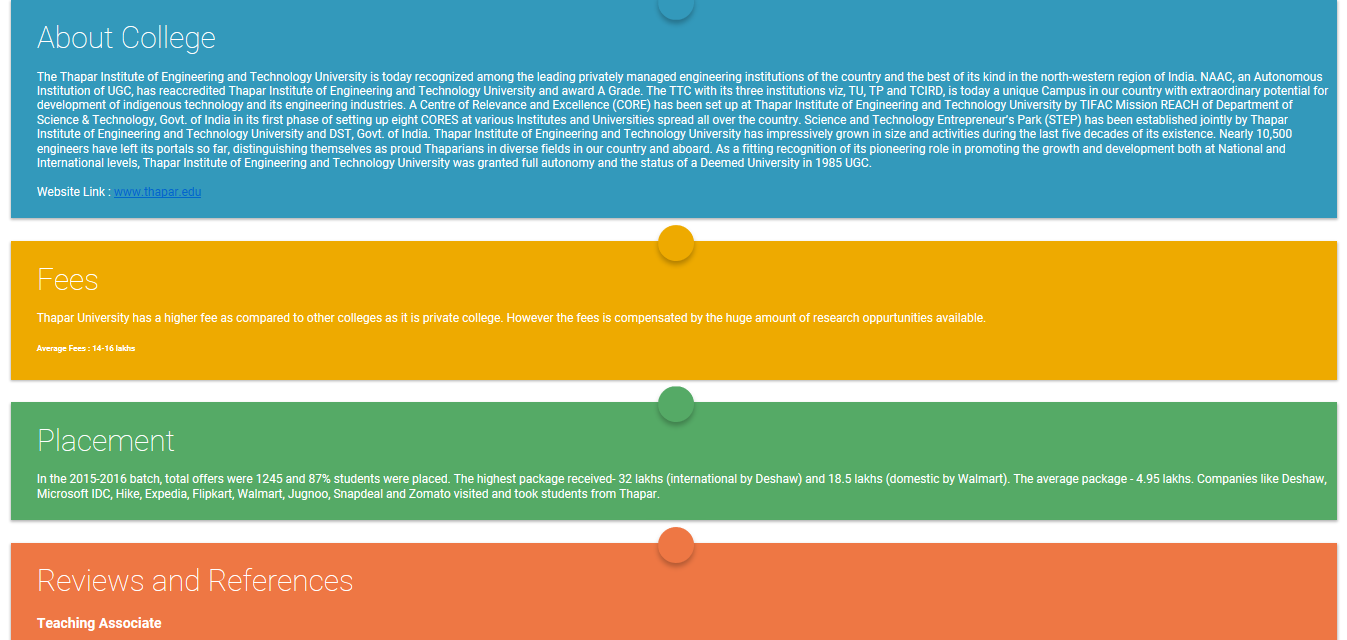 About College
The Thapar Institute of Engineering and Technology University is today recognized among the leading privately managed engineering institutions of the country and the best of its kind in the north-western region of India. NAAC, an Autonomous
Institution of UGC, has reaccredited Thapar Institute of Engineering and Technology University and award A Grade. The TTC with its three institutions viz, TU, TP and TCIRD, is today a unique Campus in our country with extraordinary potential for
development of indigenous technology and its engineering industries. A Centre of Relevance and Excellence (CORE) has been set up at Thapar Institute of Engineering and Technology University by TIFAC Mission REACH of Department of
Science & Technology, Govt. of India in its first phase of setting up eight CORES at various Institutes and Universities spread all over the country. Science and Technology Entrepreneur's Park (STEP) has been established jointly by Thapar
Institute of Engineering and Technology University and DST, Govt. of India. Thapar Institute of Engineering and Technology University has impressively grown in size and activities during the last five decades of its existence. Nearly 10,500
engineers have left its portals so far, distinguishing themselves as proud Thaparians in diverse fields in our country and aboard. As a fitting recognition of its pioneering role in promoting the growth and development both at National and
International levels, Thapar Institute of Engineering and Technology University was granted full autonomy and the status of a Deemed University in 1985 UGC.
Website Link : www.thapar.edu
Fees
Thapar University has a higher fee as compared to other colleges as it is private college. However the fees is compensated by the huge amount of research oppurtunities available.
Average Fees : 14-16 lakhs
Placement
In the 2015-2016 batch, total offers were 1245 and 87% students were placed. The highest package received- 32 lakhs (international by Deshaw) and 18.5 lakhs (domestic by Walmart). The average package - 4.95 lakhs. Companies like Deshaw,
Microsoft IDC, Hike, Expedia, Flipkart, Walmart, Jugnoo, Snapdeal and Zomato visited and took students from Thapar.
Reviews and References
Teaching Associate